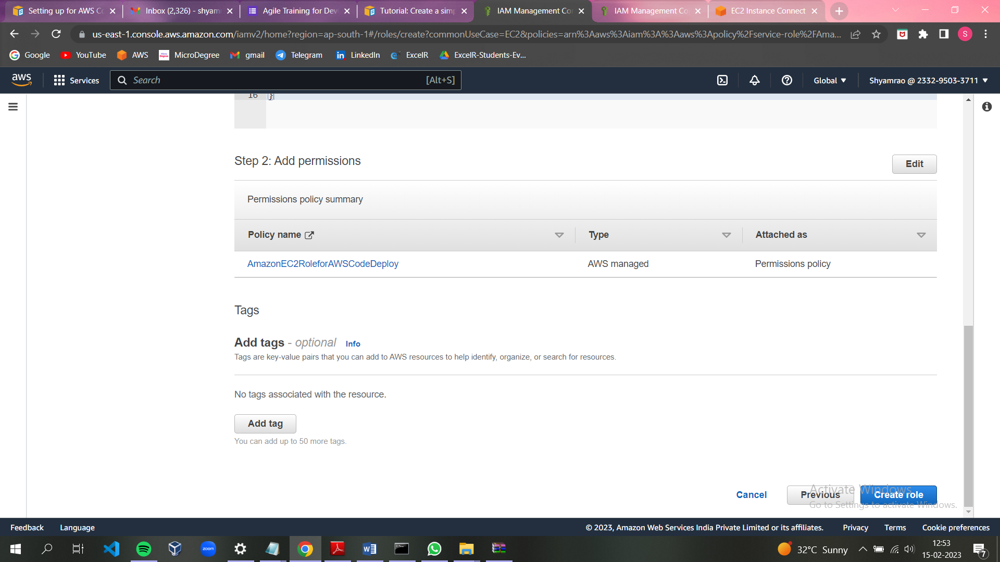 Setting up for AWS Co
Inbox (2,326) - shyam
Agile Training for Dev
Tutorial: Create a simp
IAM Management Co
IAM Management Co
EC2 Instance Connect
us-east-1.console.aws.amazon.com/iamv2/home?region=ap-south-1#/roles/create?commonUseCase=EC2&policies=arn%3Aaws%3Aiam%3A%3Aaws%3Apolicy%2Fservice-role%2FAma...
S
Google
YouTube
AWS
MicroDegree
gmail
Telegram
LinkedIn
ExcelR
ExcelR-Students-Ev...
aws
Services
Search
[Alt+S]
Global
Shyamrao @ 2332-9503-3711
16 }
Step 2: Add permissions
Edit
Permissions policy summary
Policy name
Type
Attached as
AmazonEC2RoleforAWSCodeDeploy
AWS managed
Permissions policy
Tags
Add tags - optional Info
Tags are key-value pairs that you can add to AWS resources to help identify, organize, or search for resources.
No tags associated with the resource.
Add tag
You can add up to 50 more tags.
Cancel
Previous
Create role
Activate Windows
Go to Settings to activate Windows.
Feedback
Language
© 2023, Amazon Web Services India Private Limited or its affiliates.
Privacy
Terms
Cookie preferences
zoom
32°C Sunny
12:53
15-02-2023
7